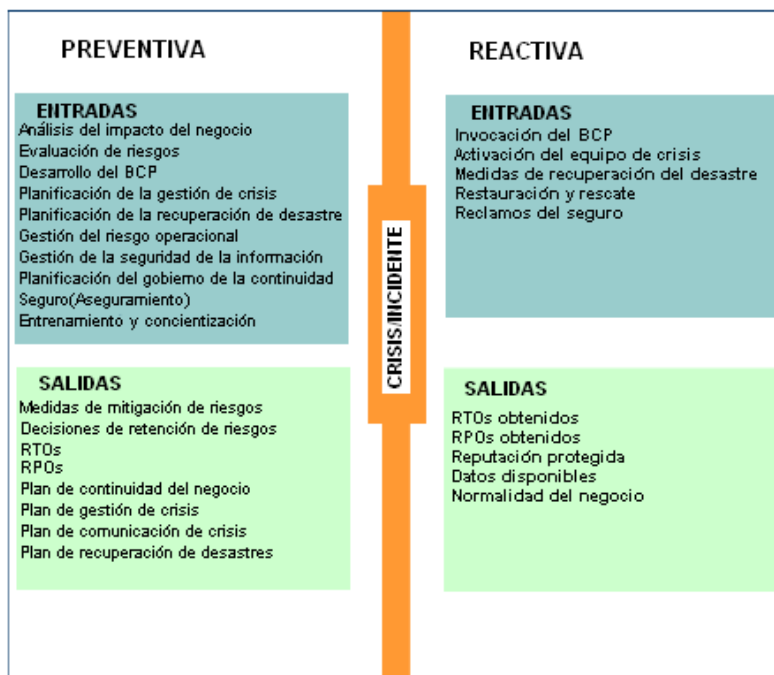 PREVENTIVA
ENTRADAS
Análisis del impacto del negocio
Evaluación de riesgos
Desarrollo del BCP
Planificación de la gestión de crisis
Planificación de la recuperación de desastre
Gestión del riesgo operacional
Gestión de la seguridad de la información
Planificación del gobierno de la continuidad
Seguro(Aseguramiento)
Entrenamiento y concientización
SALIDAS
Medidas de mitigación de riesgos
Decisiones de retención de riesgos
RTOs
RPOs
Plan de continuidad del negocio
Plan de gestión de crisis
Plan de comunicación de crisis
Plan de recuperación de desastres
CRISIS/INCIDENTE
REACTIVA
ENTRADAS
Invocación del BCP
Activación del equipo de crisis
Medidas de recuperación del desastre
Restauración y rescate
Reclamos del seguro
SALIDAS
RTOs obtenidos
RPOs obtenidos
Reputación protegida
Datos disponibles
Normalidad del negocio